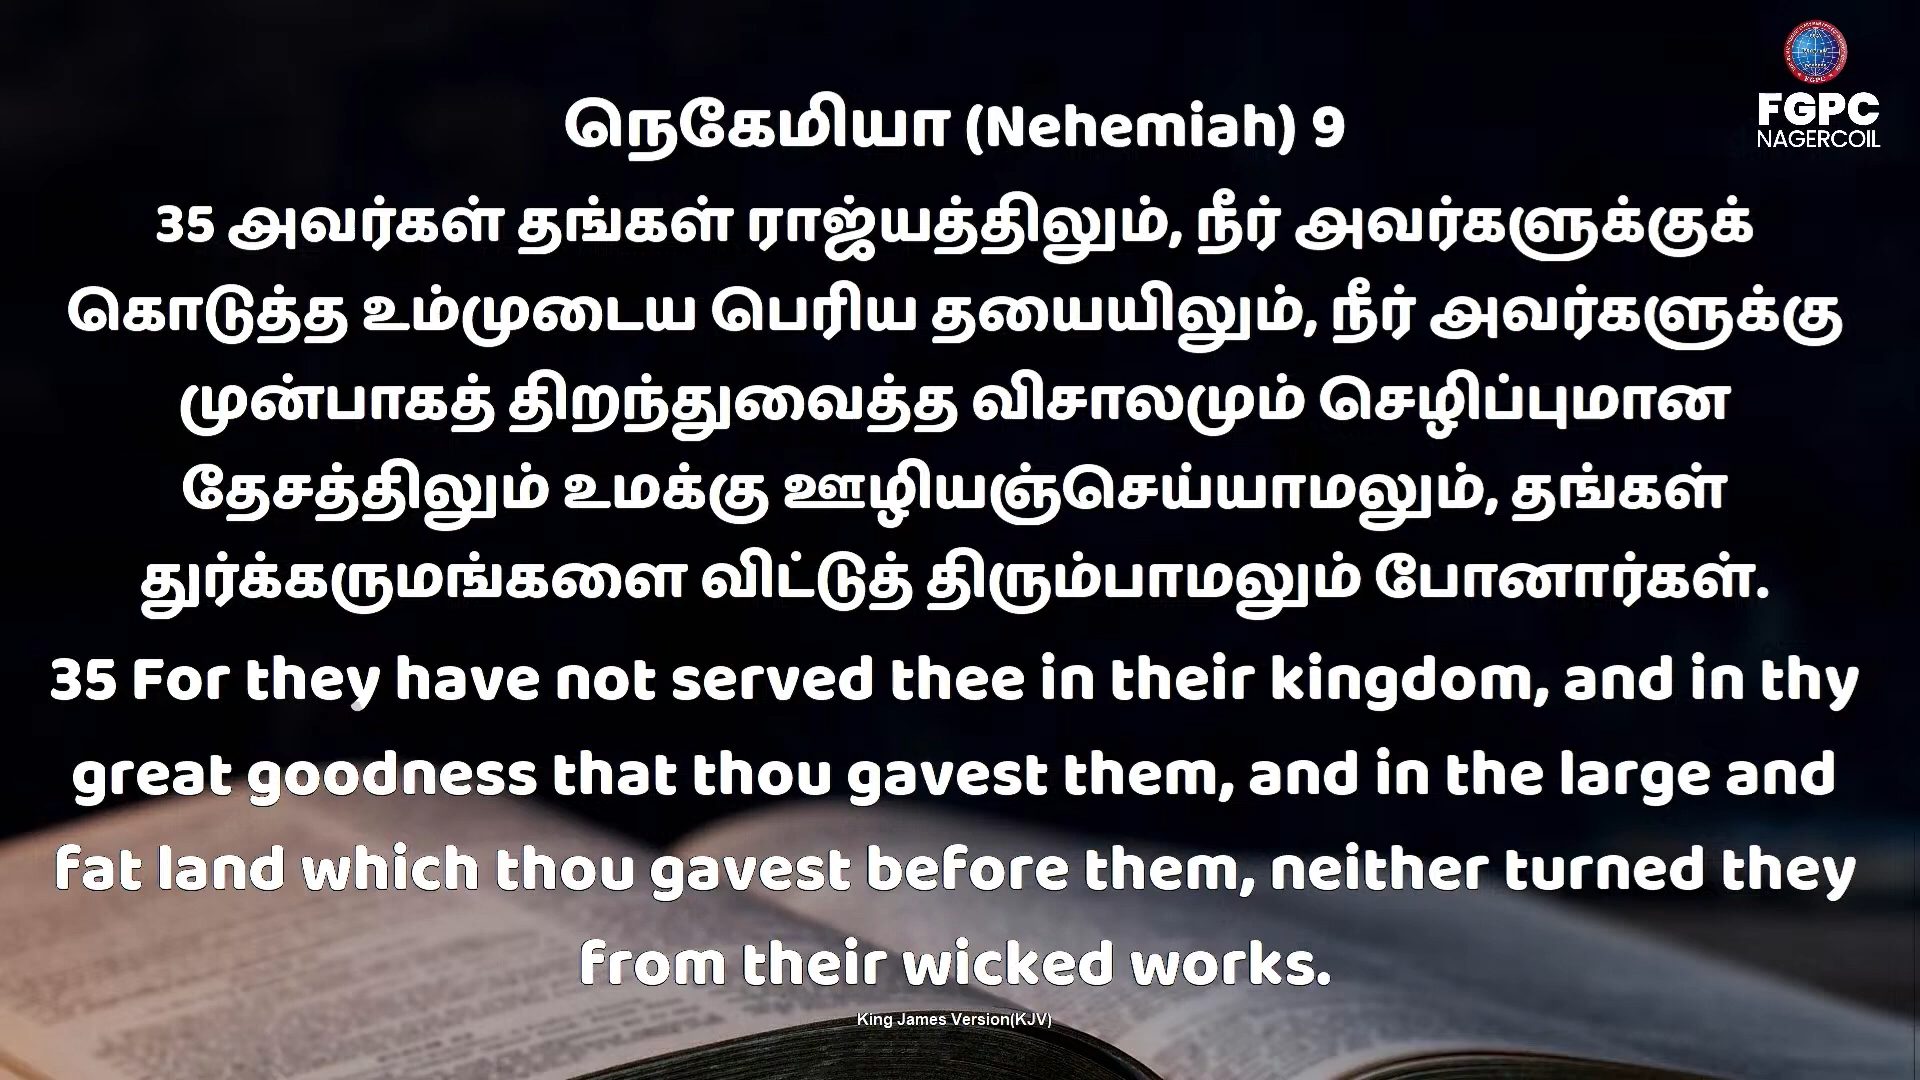 FGPC
NAGERCOIL
நெகேமியா (Nehemiah) 9
35 அவர்கள் தங்கள் ராஜ்யத்திலும், நீர் அவர்களுக்குக்
கொடுத்த உம்முடைய பெரிய தயையிலும், நீர் அவர்களுக்கு
முன்பாகத் திறந்துவைத்த விசாலமும் செழிப்புமான
தேசத்திலும் உமக்கு ஊழியஞ்செய்யாமலும், தங்கள்
துர்க்கருமங்களை விட்டுத் திரும்பாமலும் போனார்கள்.
35 For they have not served thee in their kingdom, and in thy
great goodness that thou gavest them, and in the large and
fat land which thou gavest before them, neither turned they
from their wicked works.
King James Version(KJV)